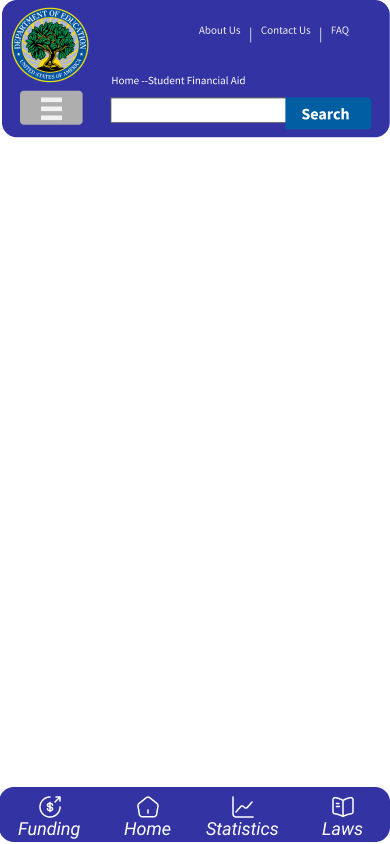 DEPARTMENT OF EDUCATION
UNITED STATES OF AMERICA
About Us
Contact Us
FAQ
Home --Student Financial Aid
Search
Funding
Home
Statistics
Laws